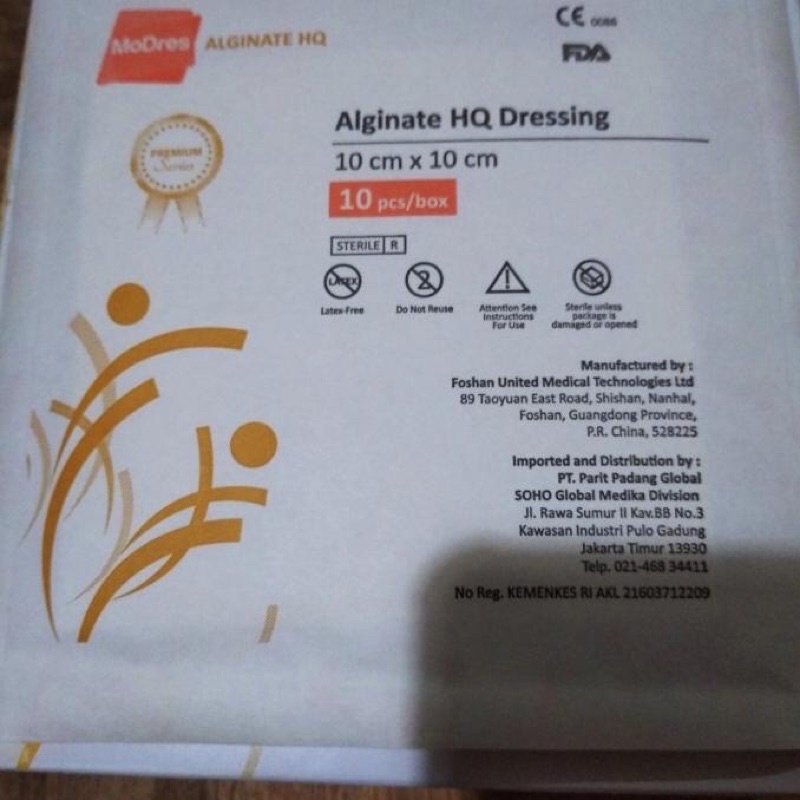 MoDres ALGINATE HQ
CE 0086
FDA
PREMIUM
Series
Alginate HQ Dressing
10 cm x 10 cm
10 pcs/box
STERILE R
LATEX
2
Latex-Free
Do Not Reuse
Attention See
Instructions
For Use
Sterile unless
package is
damaged or opened
Manufactured by :
Foshan United Medical Technologies Ltd
89 Taoyuan East Road, Shishan, Nanhal,
Foshan, Guangdong Province,
P.R. China, 528225
Imported and Distribution by :
PT. Parit Padang Global
SOHO Global Medika Division
Jl. Rawa Sumur II Kav.BB No.3
Kawasan Industri Pulo Gadung
Jakarta Timur 13930
Telp. 021-468 34411
No Reg. KEMENKES RI AKL 21603712209